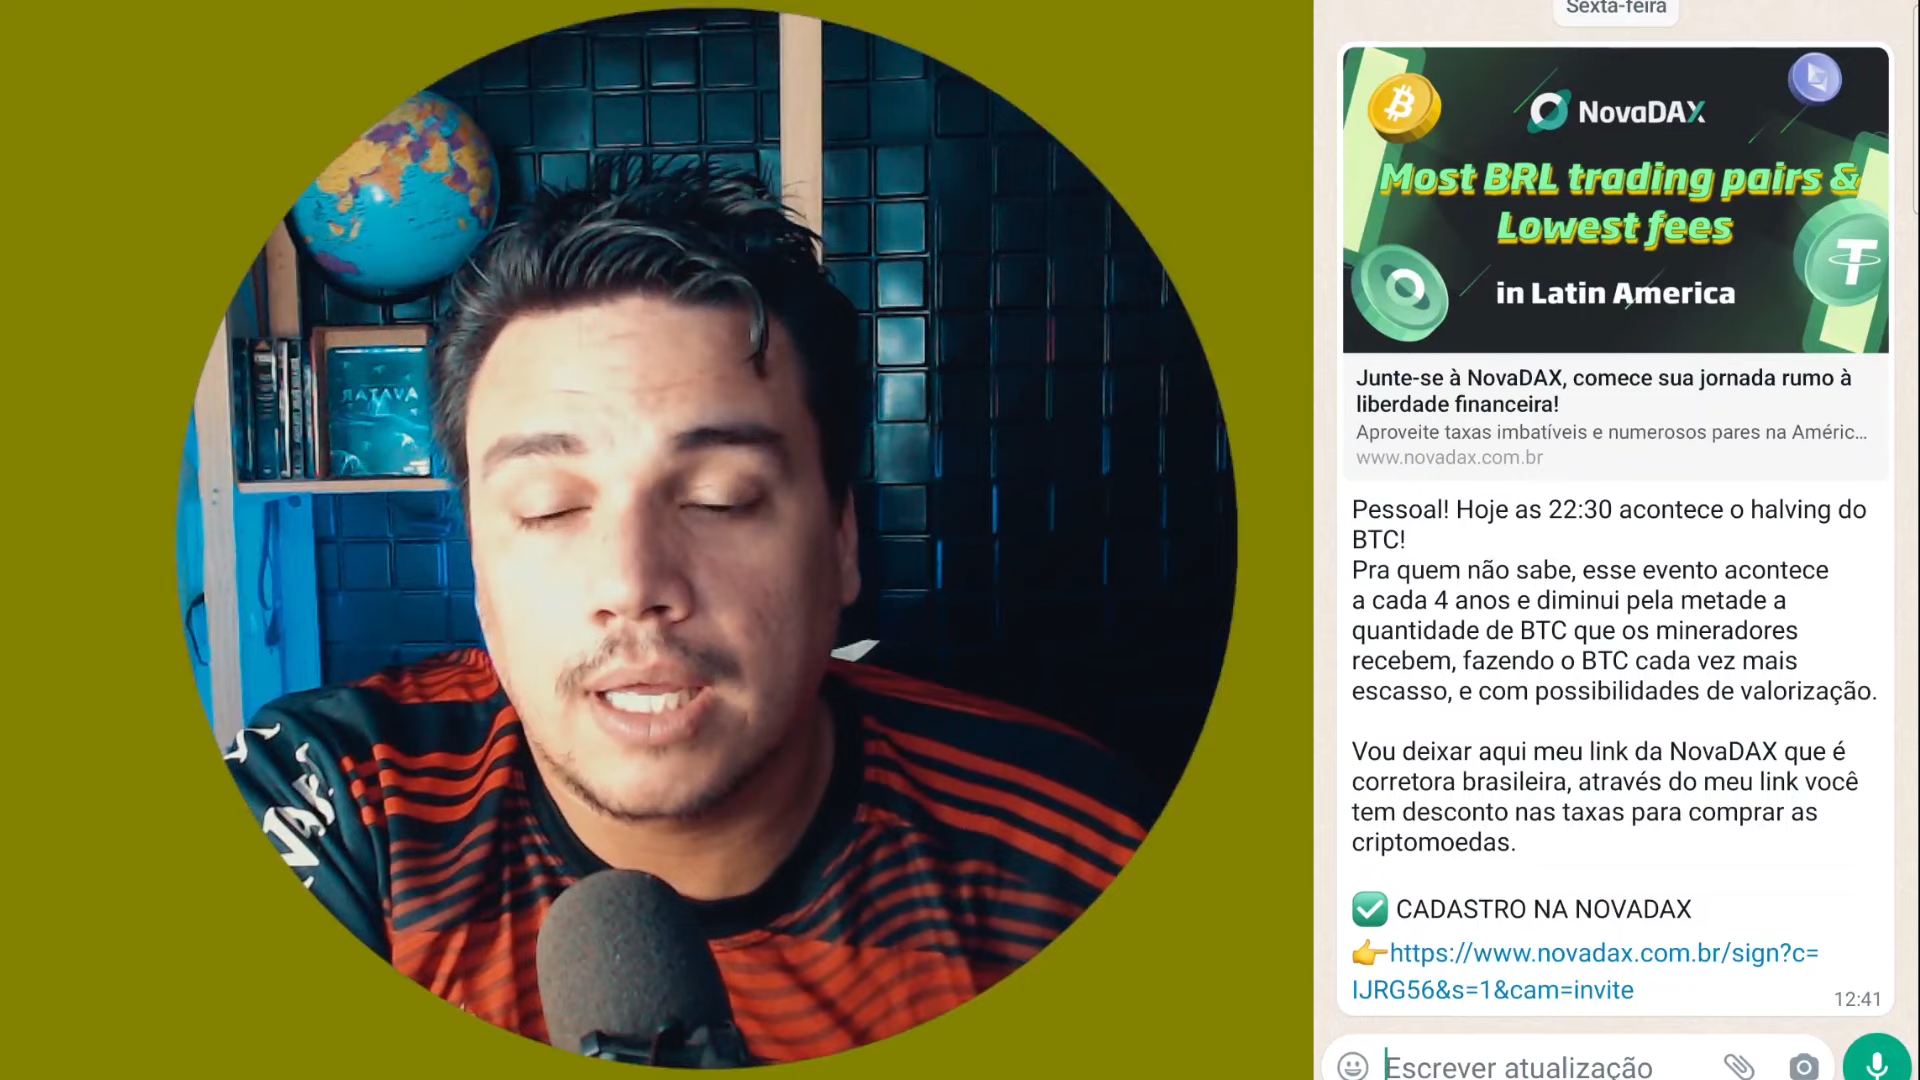 Sexta-feira
NovaDAX
Most BRL trading pairs &
Lowest fees
in Latin America
Junte-se à NovaDAX, comece sua jornada rumo à
liberdade financeira!
Aproveite taxas imbatíveis e numerosos pares na Améric...
www.novadax.com.br
Pessoal! Hoje as 22:30 acontece o halving do
BTC!
Pra quem não sabe, esse evento acontece
a cada 4 anos e diminui pela metade a
quantidade de BTC que os mineradores
recebem, fazendo o BTC cada vez mais
escasso, e com possibilidades de valorização.
Vou deixar aqui meu link da NovaDAX que é
corretora brasileira, através do meu link você
tem desconto nas taxas para comprar as
criptomoedas.
✅ CADASTRO NA NOVADAX
👉https://www.novadax.com.br/sign?c=
IJRG56&s=1&cam=invite
12:41
Escrever atualização
AVATAR